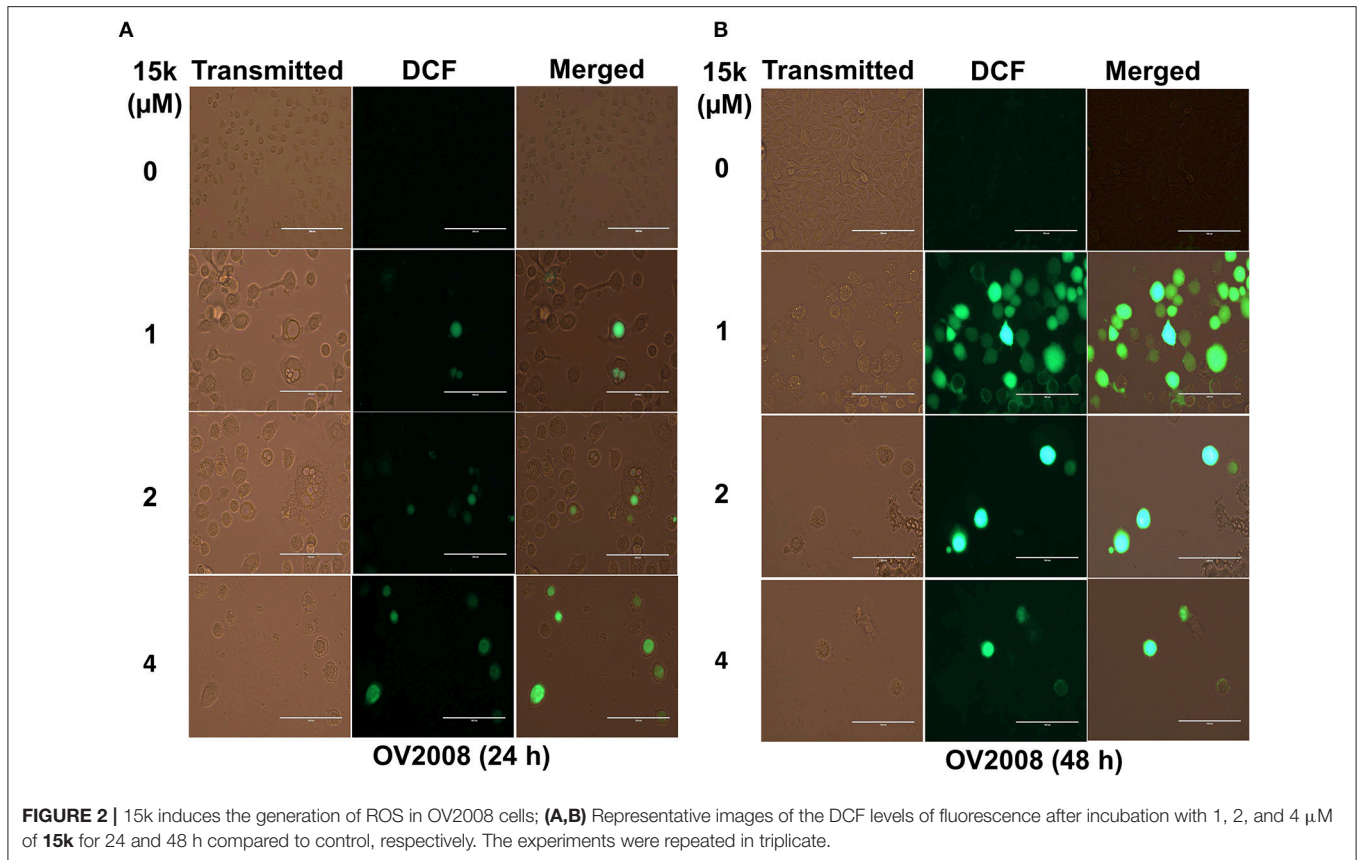 A
15k (µM) Transmitted DCF Merged
0
1
2
4
OV2008 (24 h)
B
15k (µM) Transmitted DCF Merged
0
1
2
4
OV2008 (48 h)
FIGURE 2 | 15k induces the generation of ROS in OV2008 cells; (A,B) Representative images of the DCF levels of fluorescence after incubation with 1, 2, and 4 μM
of 15k for 24 and 48 h compared to control, respectively. The experiments were repeated in triplicate.